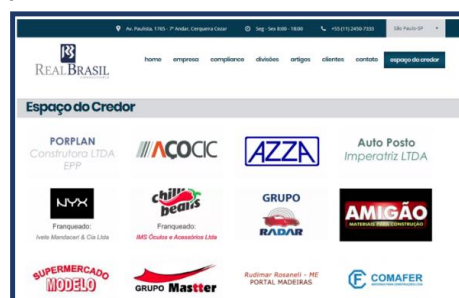 Av. Paulista, 1765 - 7º Andar, Cerqueira Cezar
Seg - Sex 8:00 - 18:00
+55 (11) 2450-7333
São Paulo-SP
REAL BRASIL
CONSULTORIA
home empresa compliance divisões artigos clientes contato espaço do credor
Espaço do Credor
PORPLAN
Construtora LTDA
EPP
AÇOCIC
AZZA
Auto Posto
Imperatriz LTDA
NYX
Franqueado:
Ivete Mandacari & Cia Ltda
chilli
beans
Franqueado:
IMS Óculos e Acessórios Ltda
GRUPO
RADAR
AMIGÃO
MATERIAIS PARA CONSTRUÇÃO
SUPERMERCADO
MODELO
GRUPO Mastter
Rudimar Rosaneli - ME
PORTAL MADEIRAS
COMAFER